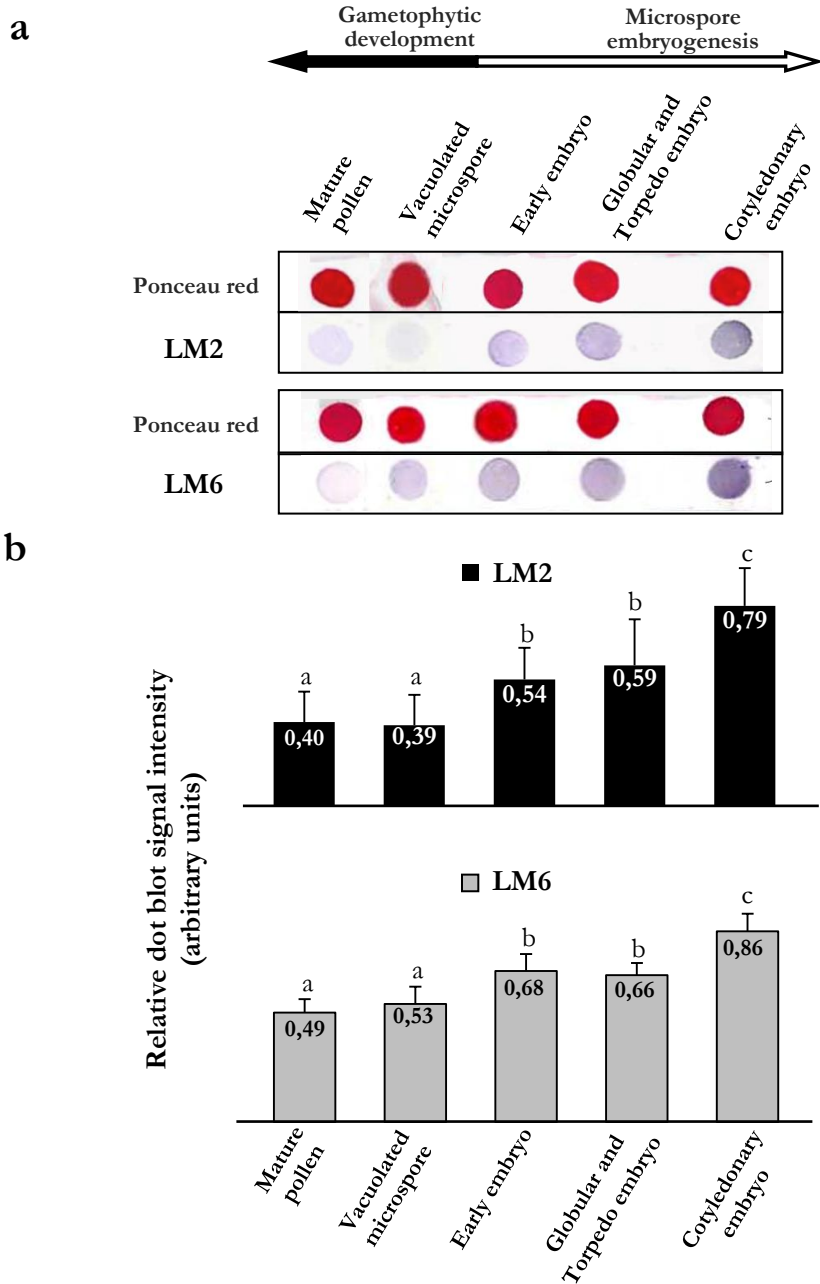 a
Gametophytic
development
Microspore
embryogenesis
Mature
pollen
Vacuolated
microspore
Early embryo
Globular and
Torpedo embryo
Cotyledonary
embryo
Ponceau red
LM2
Ponceau red
LM6
b
Relative dot blot signal intensity
(arbitrary units)
LM2
a
a
b
b
c
0,40
0,39
0,54
0,59
0,79
LM6
a
a
b
b
c
0,49
0,53
0,68
0,66
0,86
Mature
pollen
Vacuolated
microspore
Early embryo
Globular and
Torpedo embryo
Cotyledonary
embryo